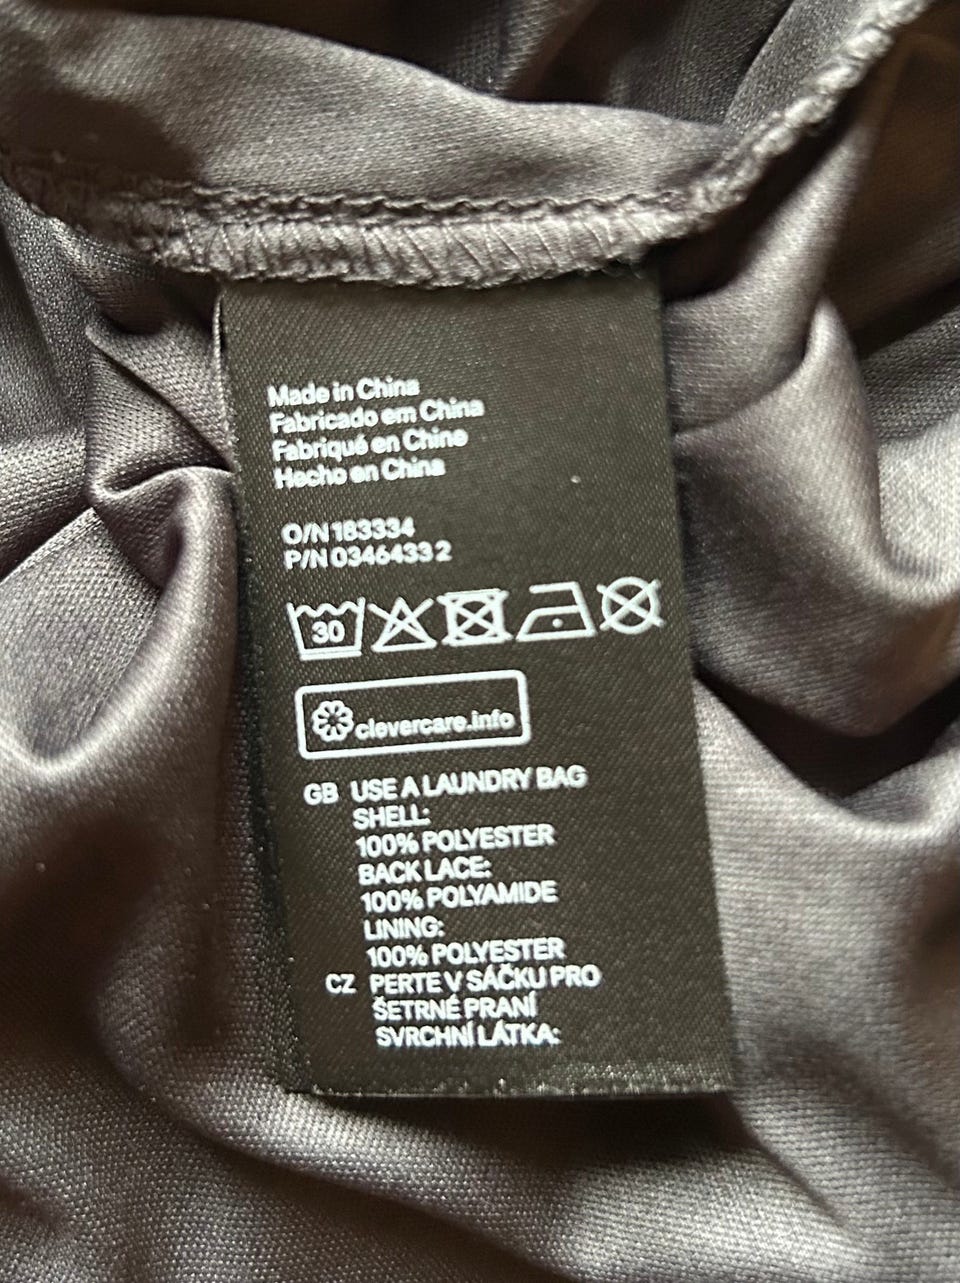 Made in China
Fabricado em China
Fabriqué en Chine
Hecho en China
O/N 183334
P/N 0346433 2
30
clevercare.info
GB USE A LAUNDRY BAG
SHELL:
100% POLYESTER
BACK LACE:
100% POLYAMIDE
LINING:
100% POLYESTER
CZ PERTE V SÁČKU PRO
ŠETRNÉ PRANÍ
SVRCHNÍ LÁTKA: